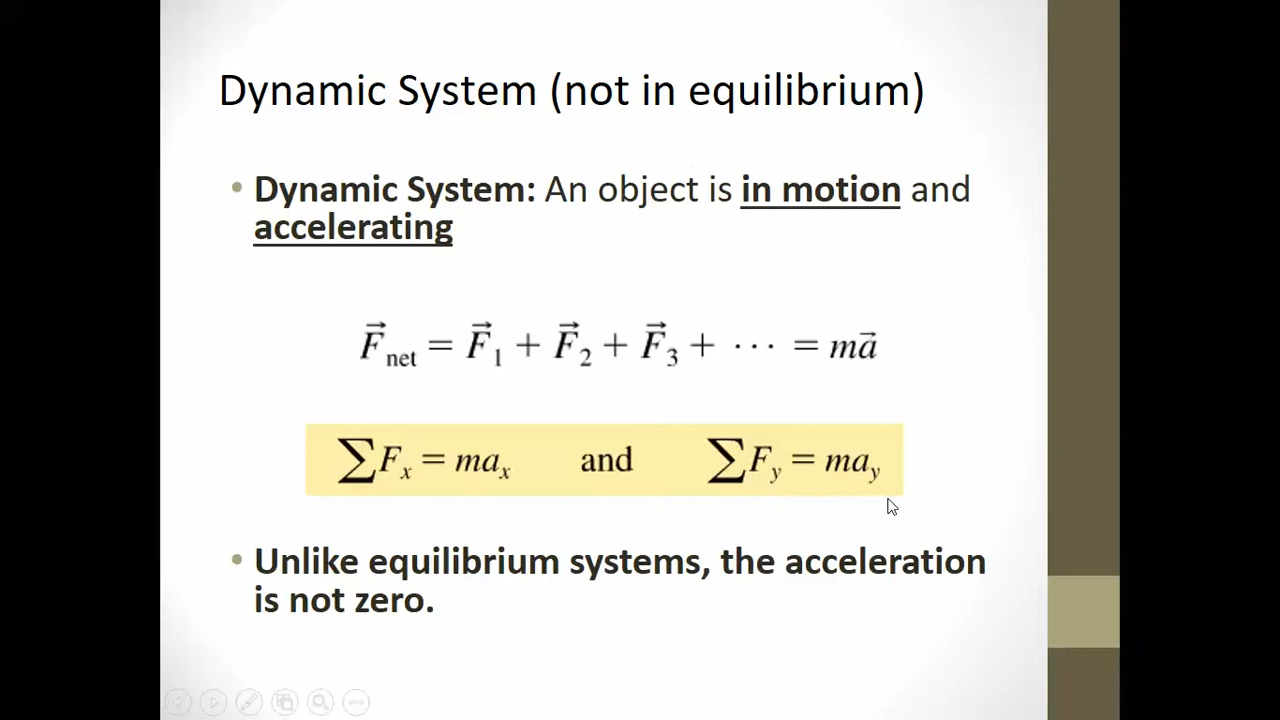 Dynamic System (not in equilibrium)
• Dynamic System: An object is in motion and
accelerating
F⃗net = F⃗1 + F⃗2 + F⃗3 + ⋯ = ma⃗
∑Fx = max and ∑Fy = may
• Unlike equilibrium systems, the acceleration
is not zero.